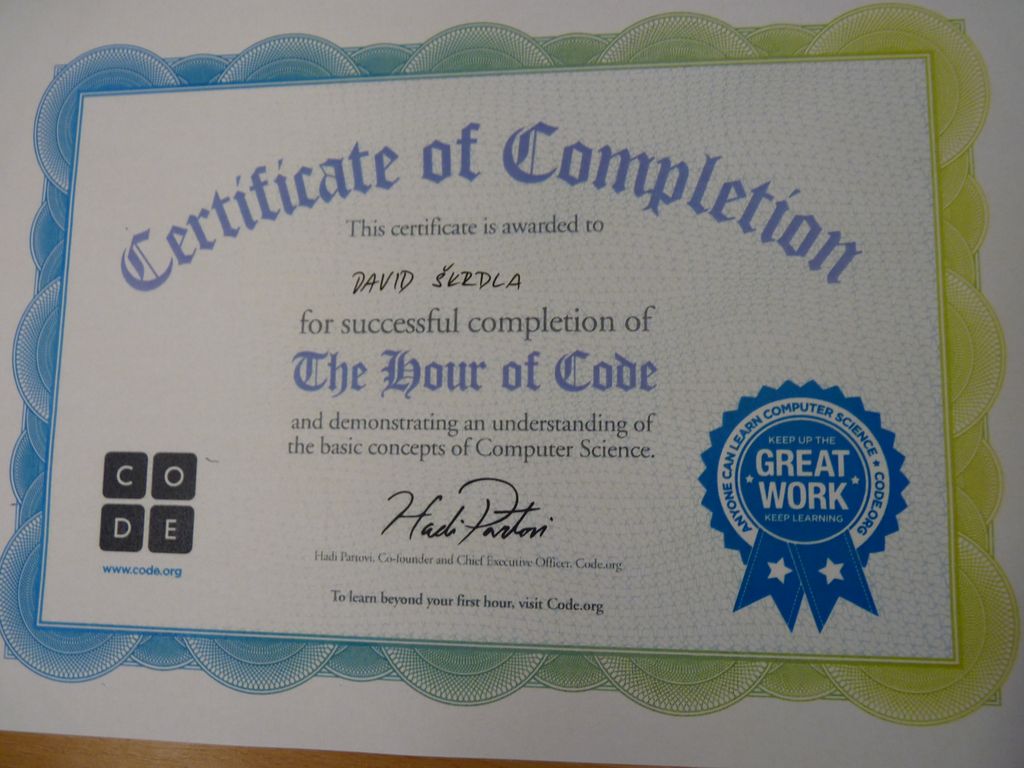 Certificate of Completion
This certificate is awarded to
DAVID ŠKRDLA
for successful completion of
The Hour of Code
and demonstrating an understanding of
the basic concepts of Computer Science.
Hadi Partovi
Hadi Partovi, Co-founder and Chief Executive Officer, Code.org
To learn beyond your first hour, visit Code.org
C O
D E
www.code.org
ANYONE CAN LEARN COMPUTER SCIENCE ★ CODE.ORG
KEEP UP THE
GREAT
WORK
KEEP LEARNING